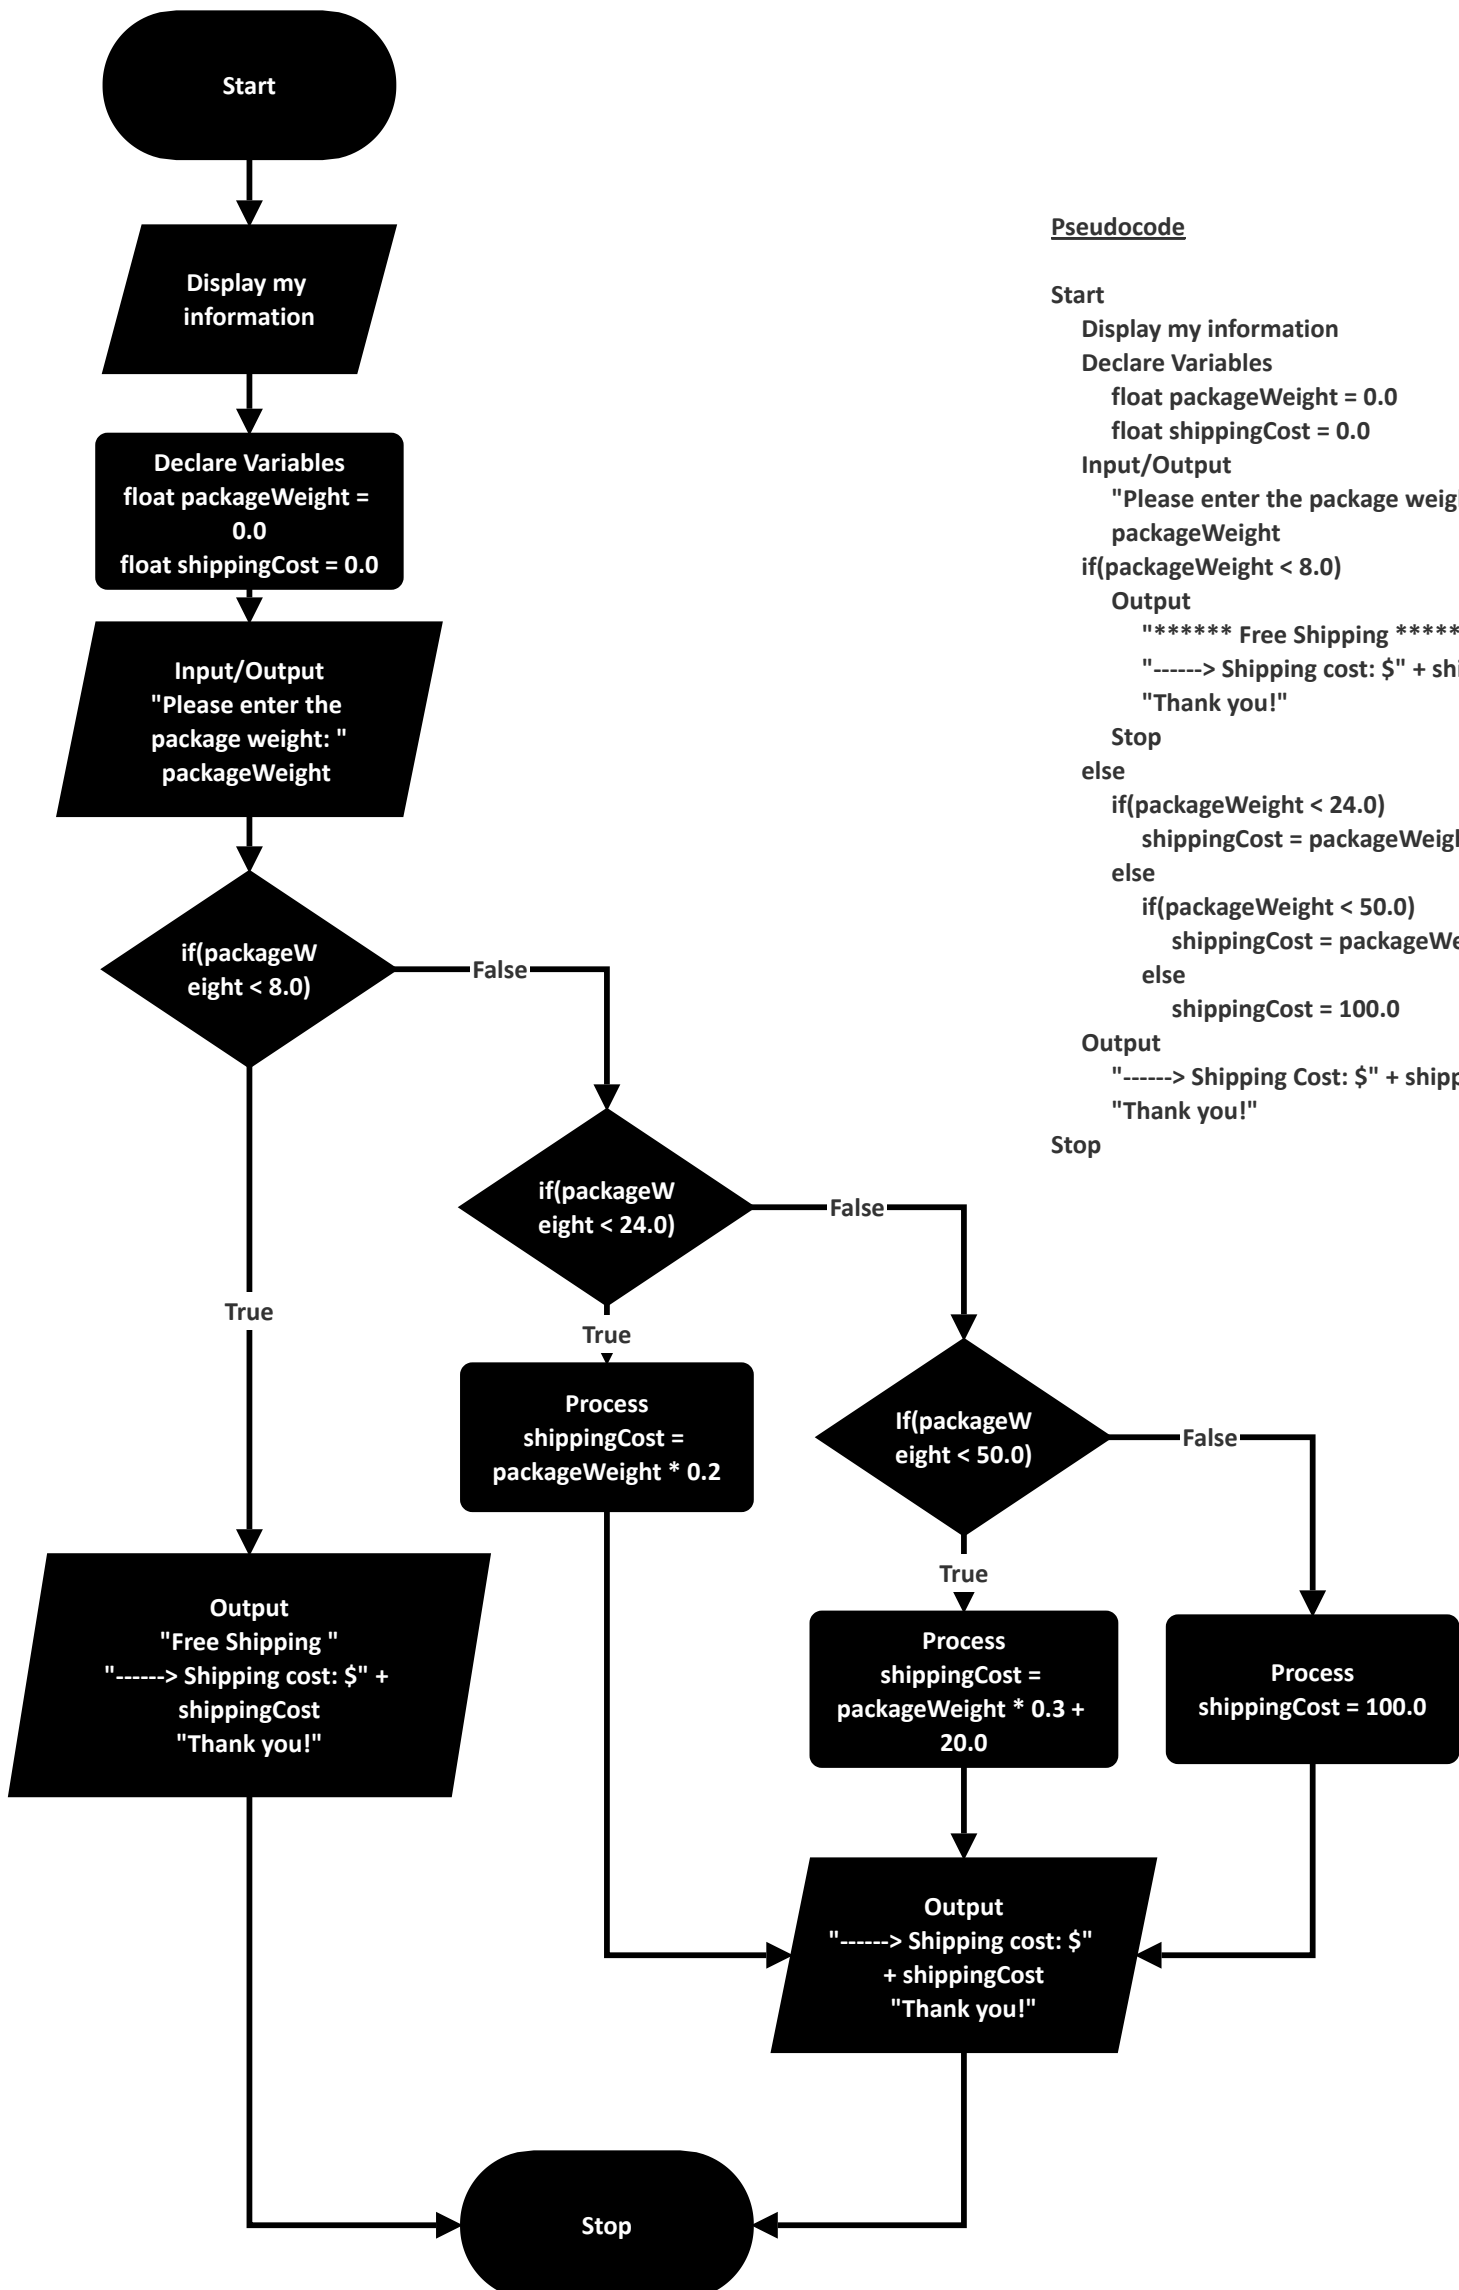 Start
Display my
information
Declare Variables
float packageWeight =
0.0
float shippingCost = 0.0
Input/Output
"Please enter the
package weight: "
packageWeight
if(packageW
eight < 8.0)
False
True
if(packageW
eight < 24.0)
False
True
Process
shippingCost =
packageWeight * 0.2
If(packageW
eight < 50.0)
False
True
Process
shippingCost =
packageWeight * 0.3 +
20.0
Process
shippingCost = 100.0
Output
"Free Shipping "
"------> Shipping cost: $" +
shippingCost
"Thank you!"
Output
"------> Shipping cost: $"
+ shippingCost
"Thank you!"
Stop
Pseudocode
Start
Display my information
Declare Variables
float packageWeight = 0.0
float shippingCost = 0.0
Input/Output
"Please enter the package
packageWeight
if(packageWeight < 8.0)
Output
"****** Free Shipping *****
"------> Shipping cost: $" +
"Thank you!"
Stop
else
if(packageWeight < 24.0)
shippingCost =
else
if(packageWeight < 50.0)
shippingCost =
else
shippingCost = 100.0
Output
"------> Shipping Cost: $" +
"Thank you!"
Stop